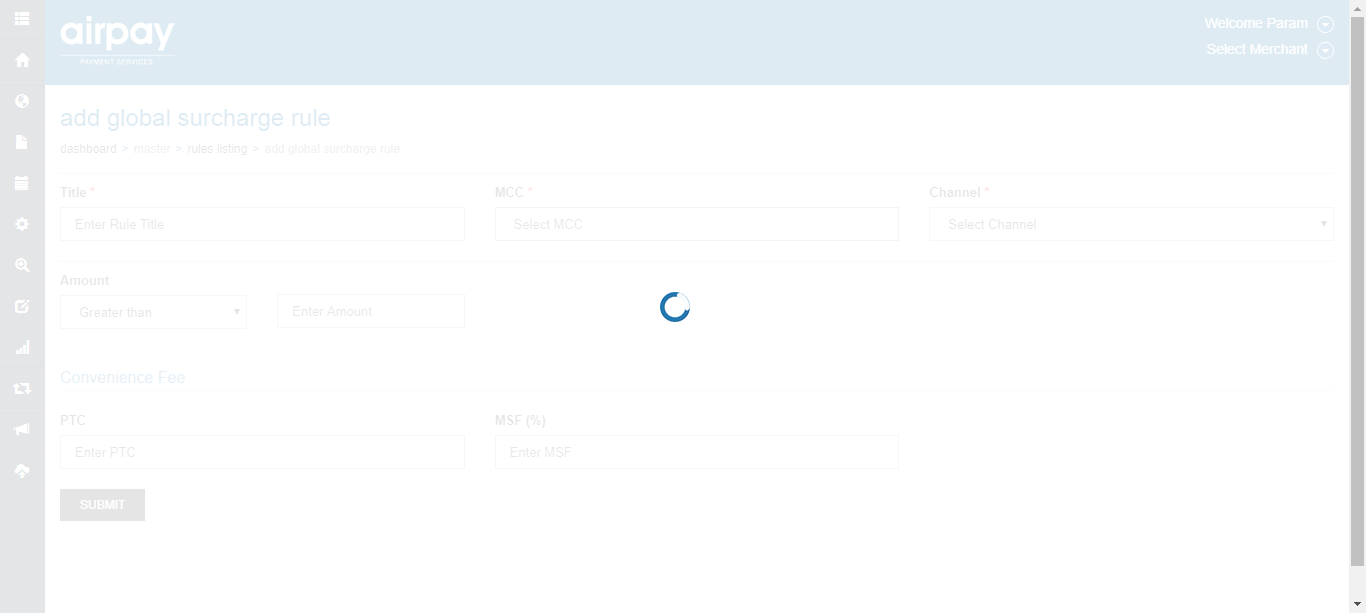 airpay
PAYMENT SERVICES
Welcome Param
Select Merchant
add global surcharge rule
dashboard > master > rules listing > add global surcharge rule
Title * MCC * Channel *
Enter Rule Title Select MCC Select Channel
Amount
Greater than Enter Amount
Convenience Fee
PTC MSF (%)
Enter PTC Enter MSF
SUBMIT